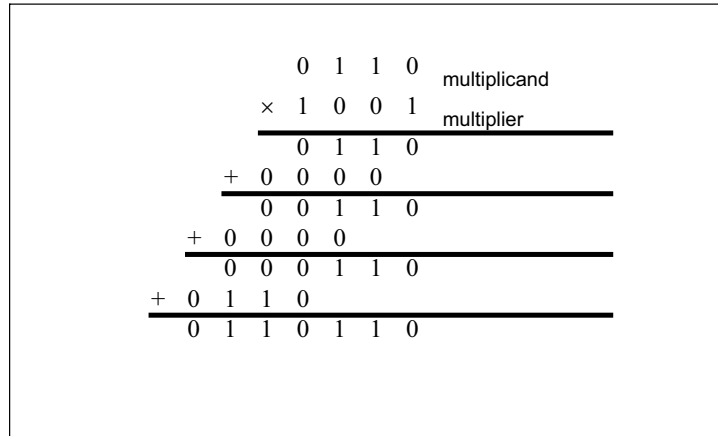 0 1 1 0 multiplicand
× 1 0 0 1 multiplier
0 1 1 0
+ 0 0 0 0
0 0 1 1 0
+ 0 0 0 0
0 0 0 1 1 0
+ 0 1 1 0
0 1 1 0 1 1 0